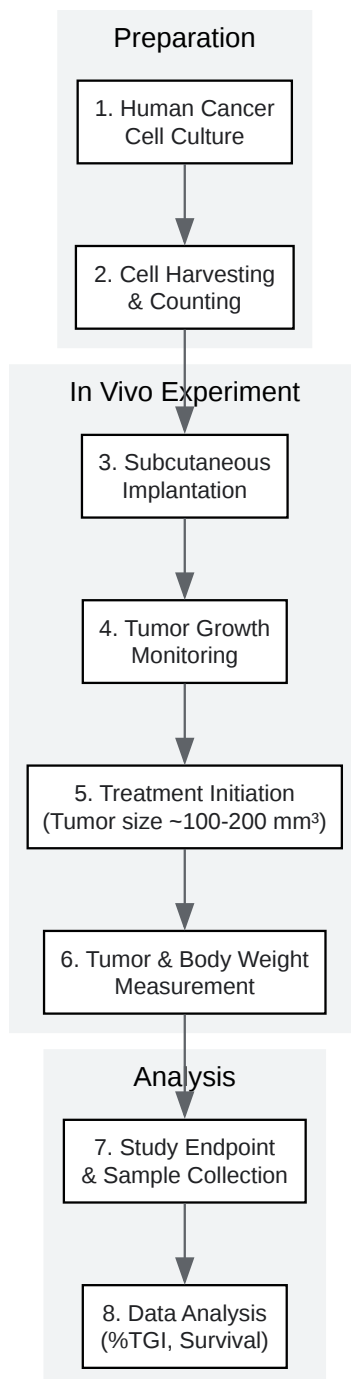 Preparation
1. Human Cancer
Cell Culture
2. Cell Harvesting
& Counting
In Vivo Experiment
3. Subcutaneous
Implantation
4. Tumor Growth
Monitoring
5. Treatment Initiation
(Tumor size ~100-200 mm³)
6. Tumor & Body Weight
Measurement
Analysis
7. Study Endpoint
& Sample Collection
8. Data Analysis
(%TGI, Survival)